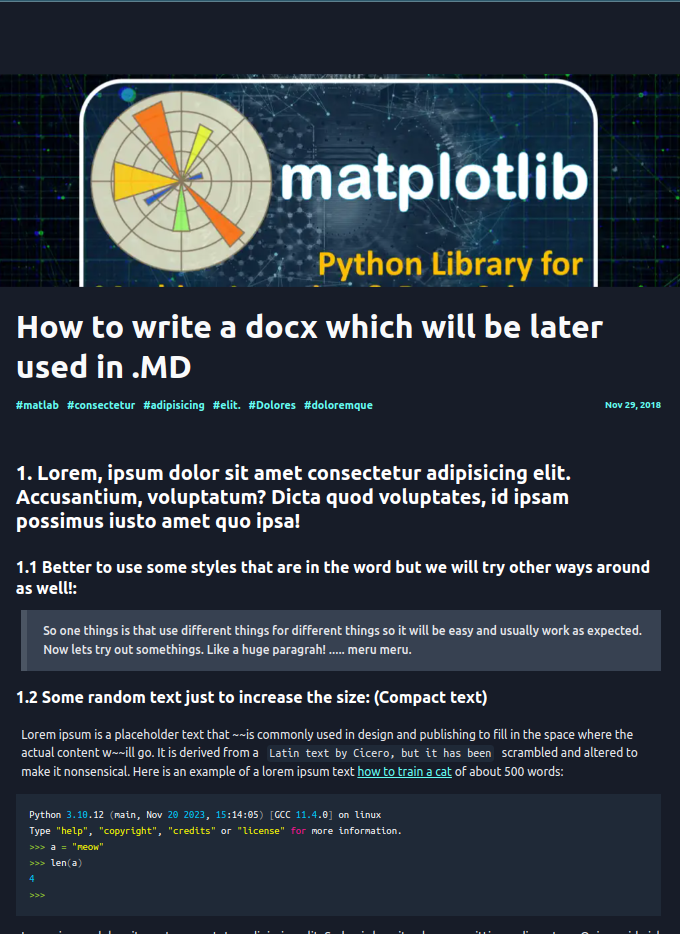 matplotlib
Python Library for
How to write a docx which will be later
used in .MD
#matlab #consectetur #adipisicing #elit. #Dolores #doloremque
Nov 29, 2018
1. Lorem, ipsum dolor sit amet consectetur adipisicing elit.
Accusantium, voluptatum? Dicta quod voluptates, id ipsam
possimus iusto amet quo ipsa!
1.1 Better to use some styles that are in the word but we will try other ways around
as well!:
So one things is that use different things for different things so it will be easy and usually work as expected.
Now lets try out somethings. Like a huge paragrah! ..... meru meru.
1.2 Some random text just to increase the size: (Compact text)
Lorem ipsum is a placeholder text that ~~is commonly used in design and publishing to fill in the space where the
actual content w~~ill go. It is derived from a Latin text by Cicero, but it has been scrambled and altered to
make it nonsensical. Here is an example of a lorem ipsum text how to train a cat of about 500 words:
Python 3.10.12 (main, Nov 20 2023, 15:14:05) [GCC 11.4.0] on linux
Type "help", "copyright", "credits" or "license" for more information.
>>> a = "meow"
>>> len(a)
4
>>>